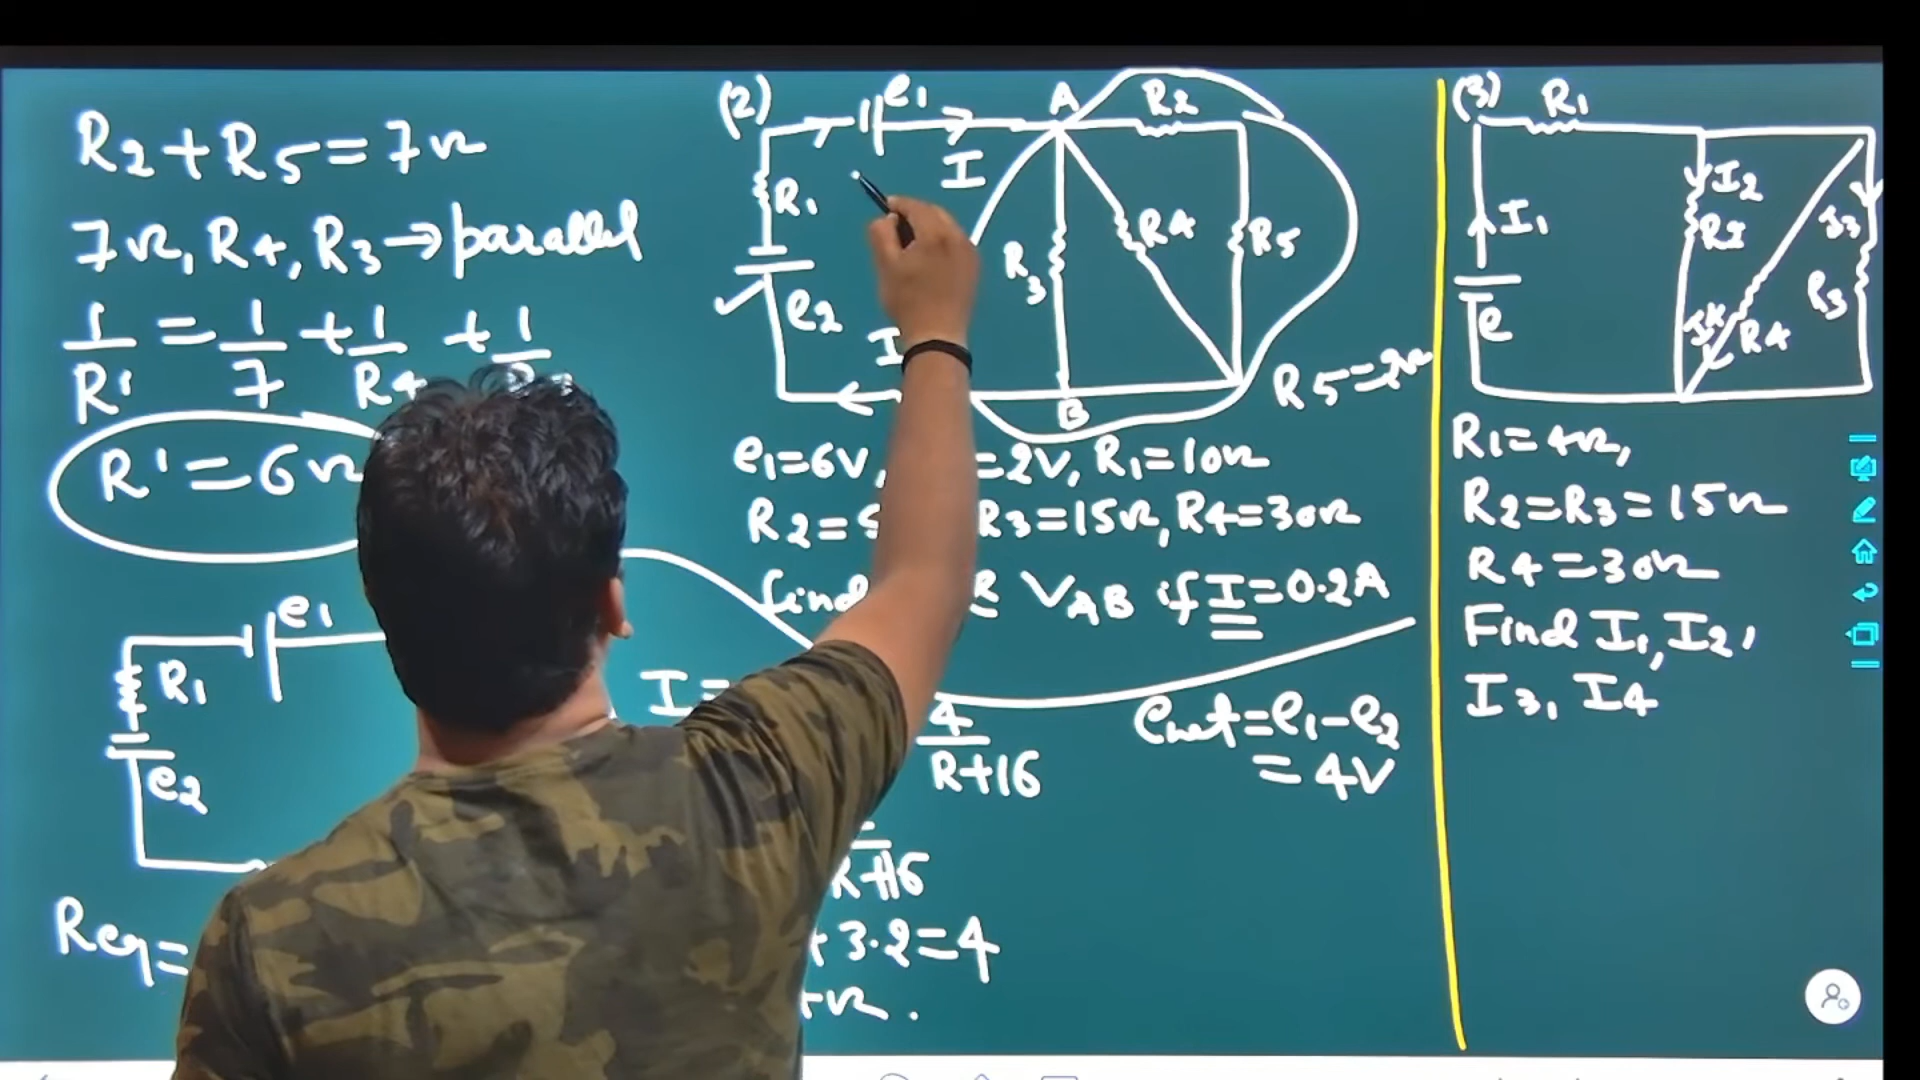 R2+R5=7Ω
7Ω, R4, R3→parallel
1/R' = 1/7 + 1/R4 + 1
R'=6Ω
e1
R1
e2
Req=
(2)
e1
A
R2
I
R1
R3
R4
R5
e2
I
B
R5=2Ω
e1=6V, =2V, R1=10Ω
R2=5 R3=15Ω, R4=30Ω
find R VAB if I=0.2A
I=
4/R+16
Enet=e1-e2
=4V
R+16
+3.2=4
Ω.
(3)
R1
I2
I1
R2
I3
R3
I4
R4
e
R1=4Ω,
R2=R3=15Ω
R4=30Ω
Find I1, I2,
I3, I4